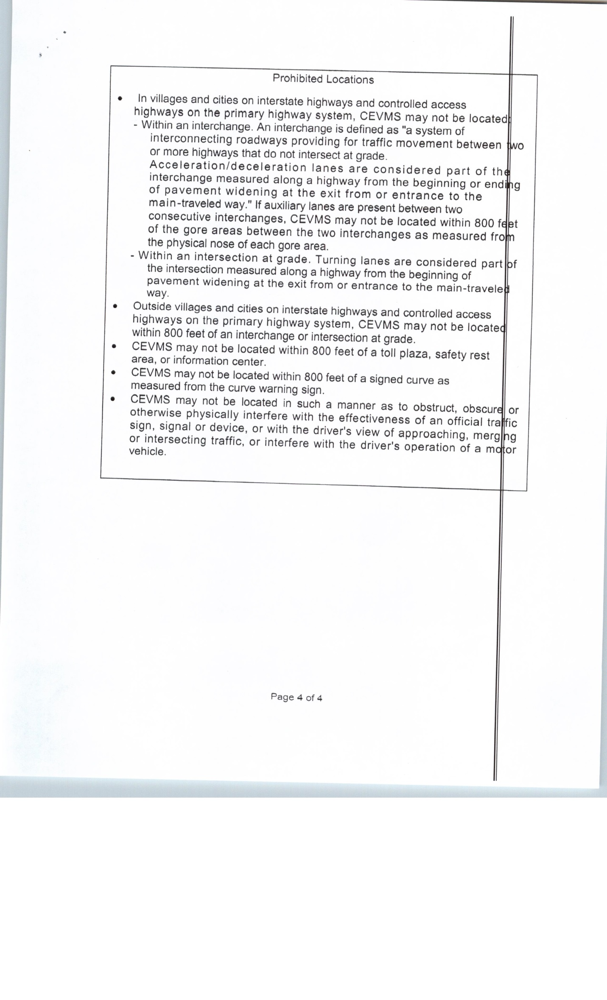 Prohibited Locations
• In villages and cities on interstate highways and controlled access
highways on the primary highway system, CEVMS may not be located:
- Within an interchange. An interchange is defined as "a system of
interconnecting roadways providing for traffic movement between two
or more highways that do not intersect at grade.
Acceleration/deceleration lanes are considered part of the
interchange measured along a highway from the beginning or ending
of pavement widening at the exit from or entrance to the
main-traveled way." If auxiliary lanes are present between two
consecutive interchanges, CEVMS may not be located within 800 feet
of the gore areas between the two interchanges as measured from
the physical nose of each gore area.
- Within an intersection at grade. Turning lanes are considered part of
the intersection measured along a highway from the beginning of
pavement widening at the exit from or entrance to the main-traveled
way.
• Outside villages and cities on interstate highways and controlled access
highways on the primary highway system, CEVMS may not be located
within 800 feet of an interchange or intersection at grade.
• CEVMS may not be located within 800 feet of a toll plaza, safety rest
area, or information center.
• CEVMS may not be located within 800 feet of a signed curve as
measured from the curve warning sign.
• CEVMS may not be located in such a manner as to obstruct, obscure or
otherwise physically interfere with the effectiveness of an official traffic
sign, signal or device, or with the driver's view of approaching, merging
or intersecting traffic, or interfere with the driver's operation of a motor
vehicle.
Page 4 of 4